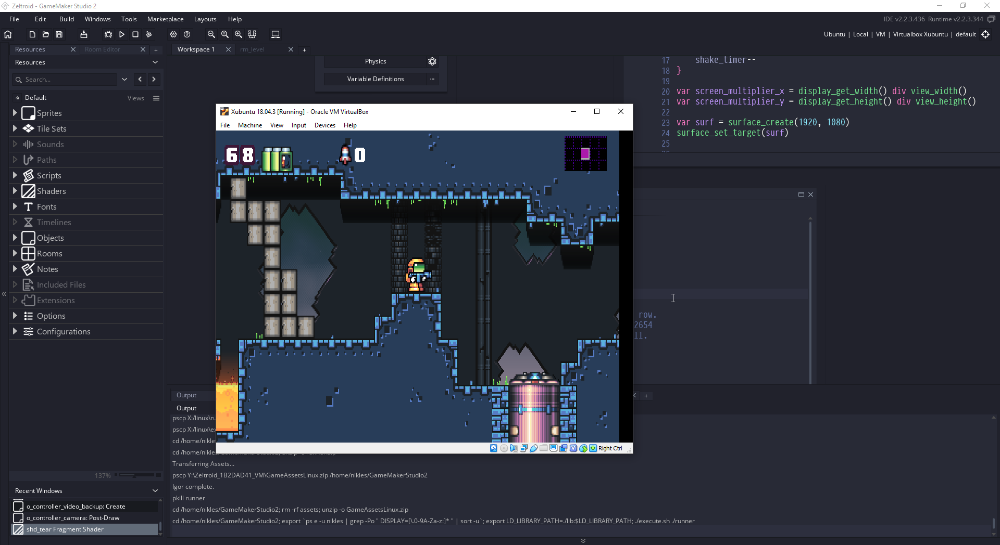 Zeltroid - GameMaker Studio 2
File Edit Build Windows Tools Marketplace Layouts Help
IDE v2.2.3.436 Runtime v2.2.3.344
Ubuntu | Local | VM | Virtualbox Xubuntu | default
Resources
Room Editor
Workspace 1
rm_level
Resources
Search...
Default
Views
Sprites
Tile Sets
Sounds
Paths
Scripts
Shaders
Fonts
Timelines
Objects
Rooms
Notes
Included Files
Extensions
Options
Configurations
137%
Recent Windows
o_controller_video_backup: Create
o_controller_camera: Post-Draw
shd_tear Fragment Shader
Physics
Variable Definitions
17 shake_timer--
18 }
19
20 var screen_multiplier_x = display_get_width() div view_width()
21 var screen_multiplier_y = display_get_height() div view_height()
22
23 var surf = surface_create(1920, 1080)
24 surface_set_target(surf)
25
Xubuntu 18.04.3 [Running] - Oracle VM VirtualBox
File Machine View Input Devices Help
68
0
Right Ctrl
row.
2654
ll.
Output
Output
pscp X:/linux\ru
pscp X:/linux\ex
cd /home/nikle
cd /home/nikles
Transferring Assets...
pscp Y:\Zeltroid_1B2DAD41_VM\GameAssetsLinux.zip /home/nikles/GameMakerStudio2
Igor complete.
pkill runner
cd /home/nikles/GameMakerStudio2; rm -rf assets; unzip -o GameAssetsLinux.zip
cd /home/nikles/GameMakerStudio2; export `ps e -u nikles | grep -Po " DISPLAY=[\.0-9A-Za-z:]* " | sort -u`; export LD_LIBRARY_PATH=./lib:$LD_LIBRARY_PATH; ./execute.sh ./runner